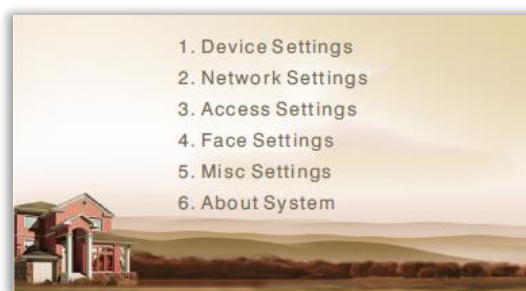 1. Device Settings
2. Network Settings
3. Access Settings
4. Face Settings
5. Misc Settings
6. About System